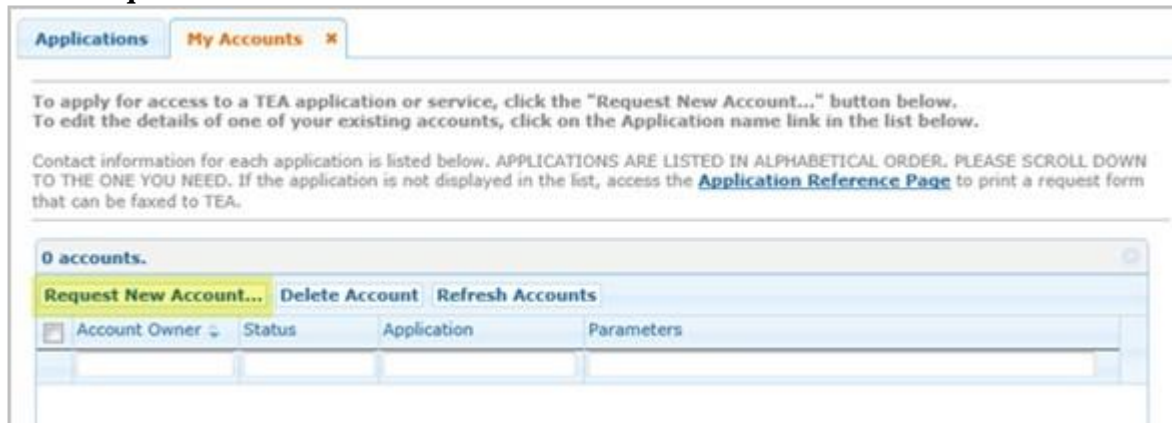 Applications My Accounts ×
To apply for access to a TEA application or service, click the "Request New Account..." button below.
To edit the details of one of your existing accounts, click on the Application name link in the list below.
Contact information for each application is listed below. APPLICATIONS ARE LISTED IN ALPHABETICAL ORDER. PLEASE SCROLL DOWN
TO THE ONE YOU NEED. If the application is not displayed in the list, access the Application Reference Page to print a request form
that can be faxed to TEA.
0 accounts.
Request New Account... Delete Account Refresh Accounts
Account Owner Status Application Parameters